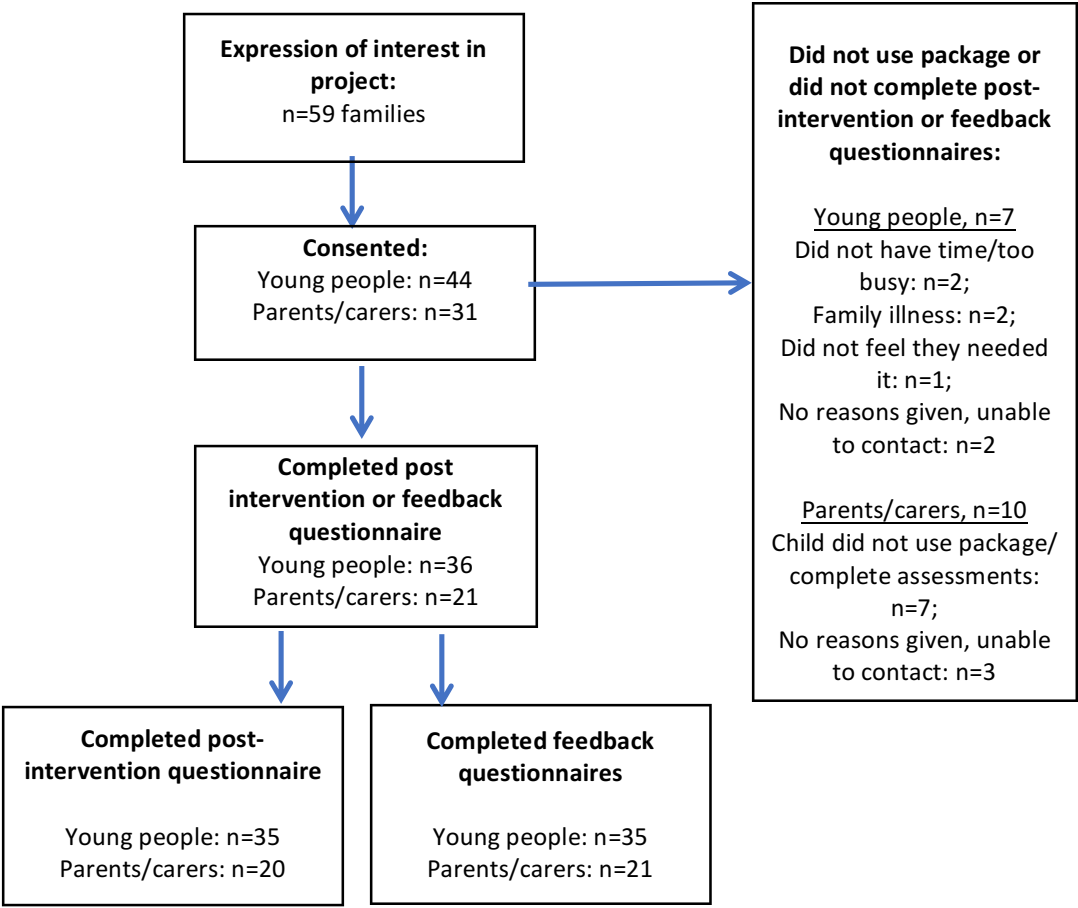 Expression of interest in
project:
n=59 families
Consented:
Young people: n=44
Parents/carers: n=31
Did not use package or
did not complete post-
intervention or feedback
questionnaires:
Young people, n=7
Did not have time/too
busy: n=2;
Family illness: n=2;
Did not feel they needed
it: n=1;
No reasons given, unable
to contact: n=2
Parents/carers, n=10
Child did not use package/
complete assessments:
n=7;
No reasons given, unable
to contact: n=3
Completed post
intervention or feedback
questionnaire
Young people: n=36
Parents/carers: n=21
Completed post-
intervention questionnaire
Young people: n=35
Parents/carers: n=20
Completed feedback
questionnaires
Young people: n=35
Parents/carers: n=21